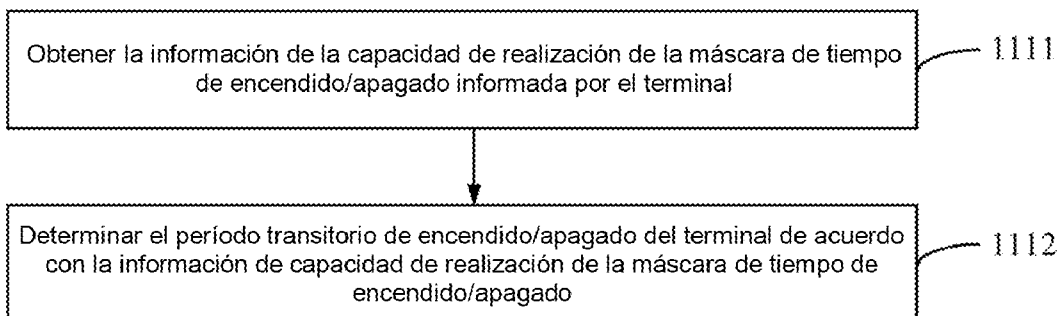 Obtener la información de la capacidad de realización de la máscara de tiempo
de encendido/apagado informada por el terminal
1111
Determinar el período transitorio de encendido/apagado del terminal de acuerdo
con la información de capacidad de realización de la máscara de tiempo de
encendido/apagado
1112